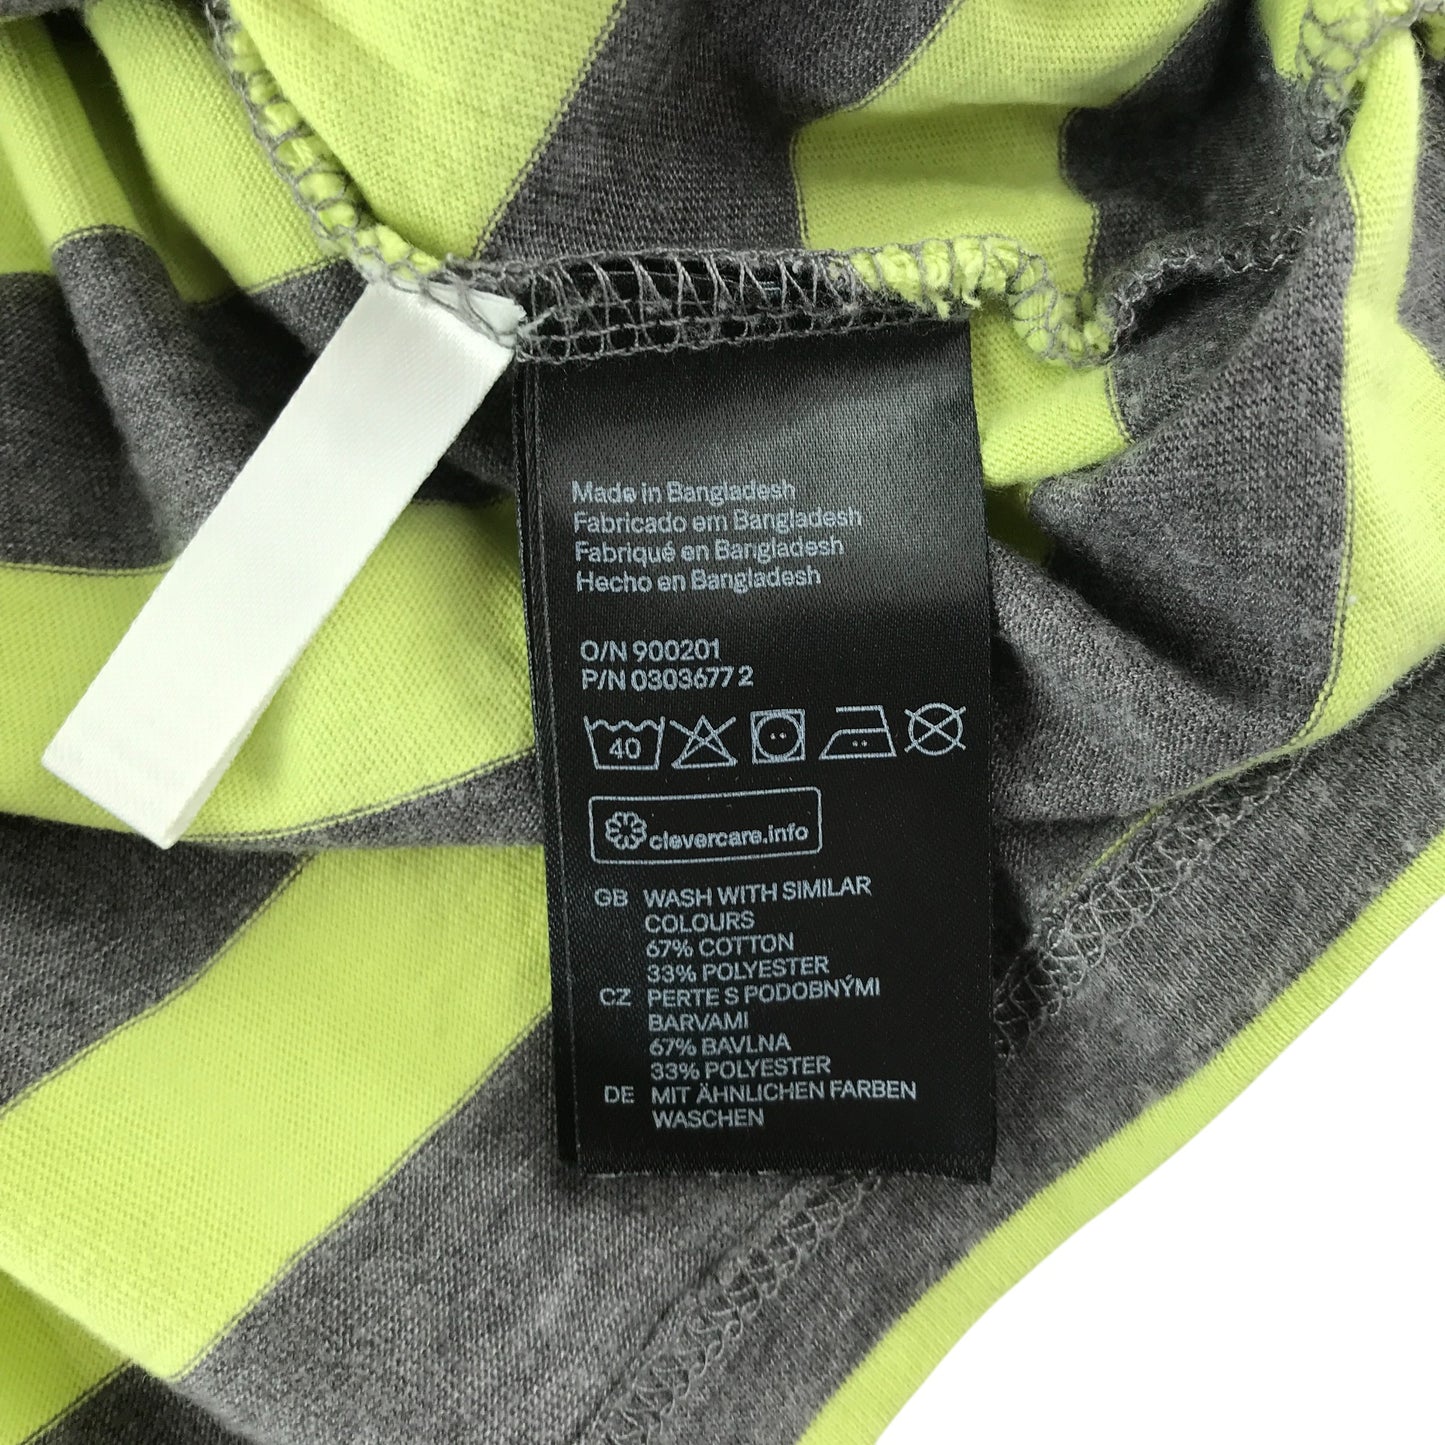 Made in Bangladesh
Fabricado em Bangladesh
Fabriqué en Bangladesh
Hecho en Bangladesh
O/N 900201
P/N 0303677 2
40
clevercare.info
GB WASH WITH SIMILAR
COLOURS
67% COTTON
33% POLYESTER
CZ PERTE S PODOBNÝMI
BARVAMI
67% BAVLNA
33% POLYESTER
DE MIT ÄHNLICHEN FARBEN
WASCHEN